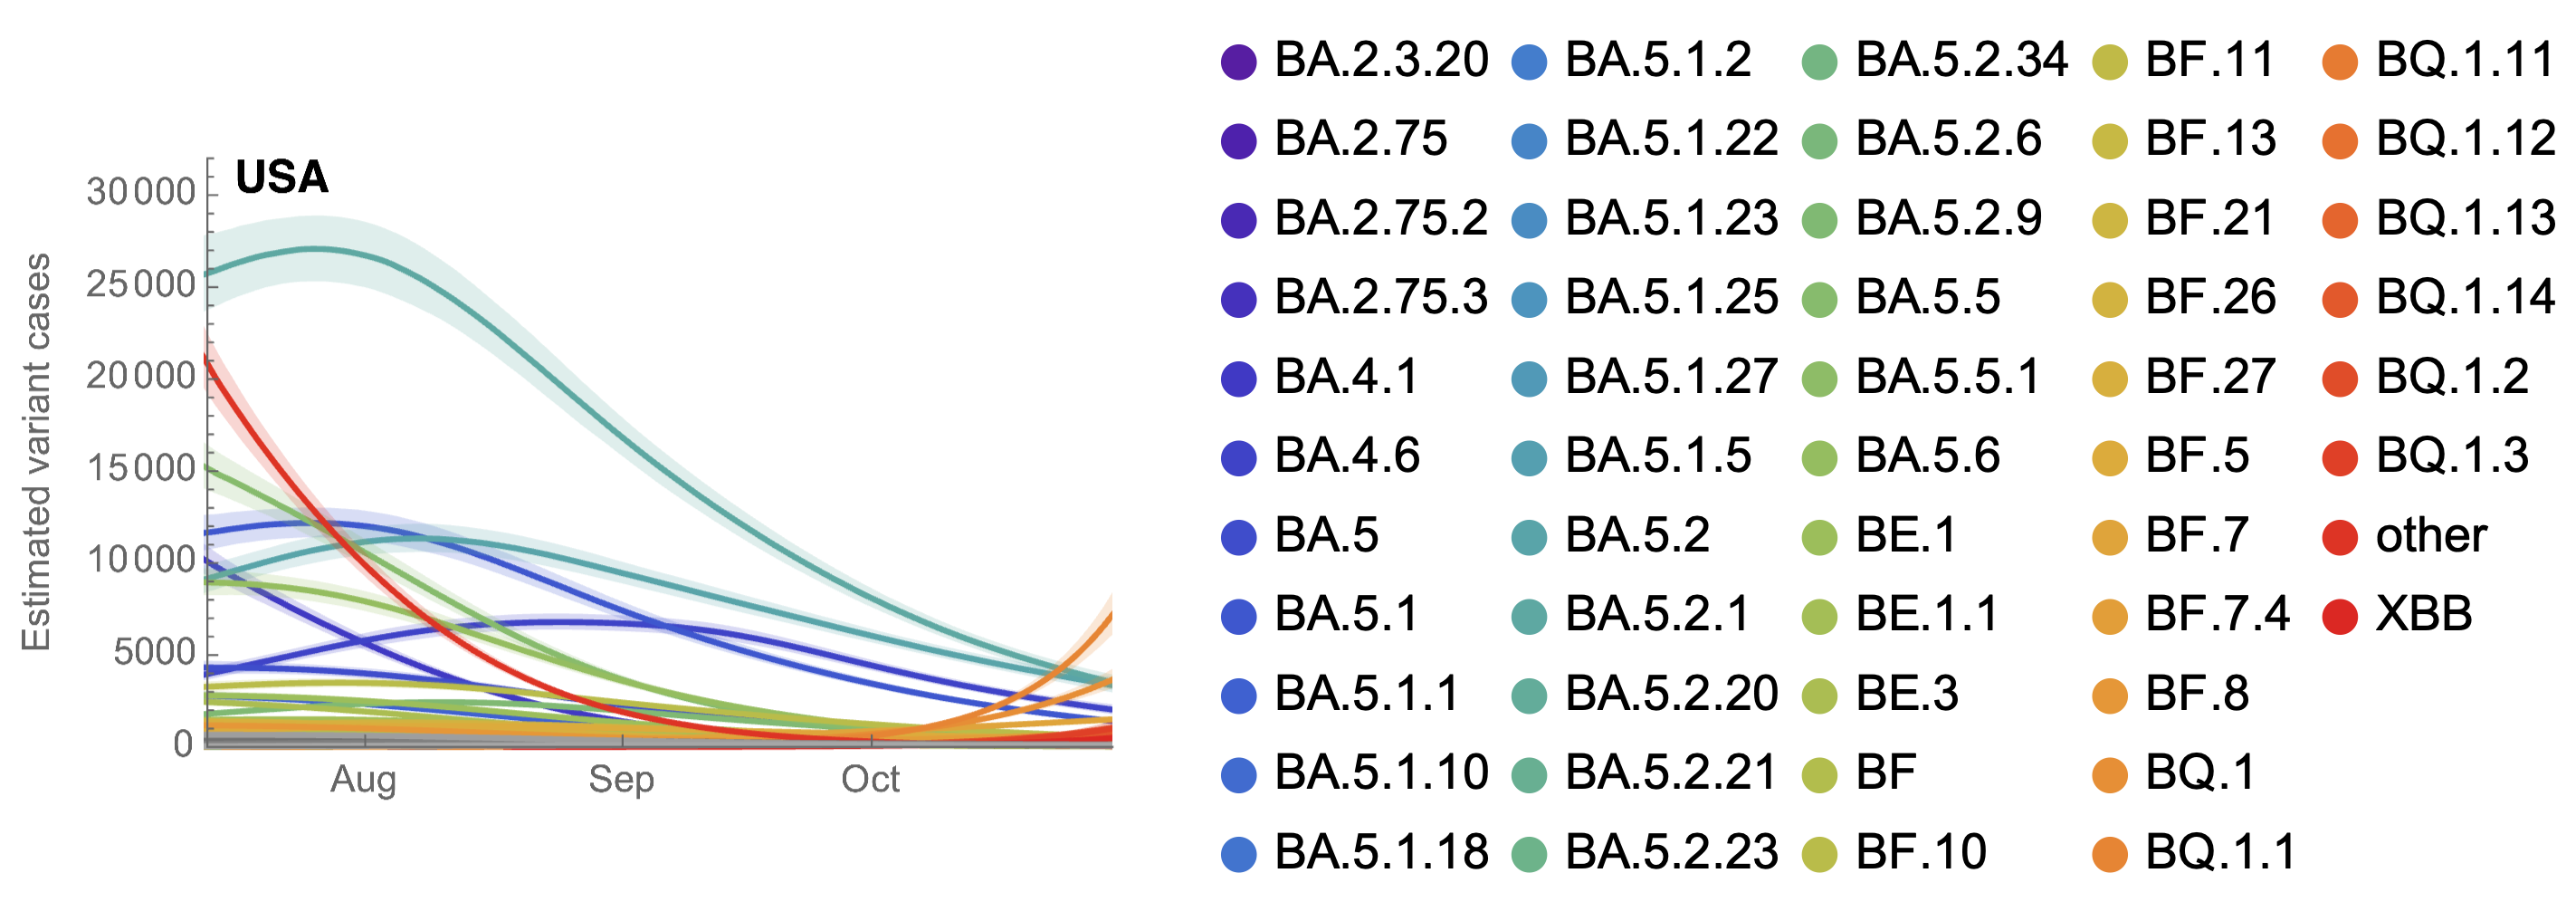 USA
Estimated variant cases
30000
25000
20000
15000
10000
5000
0
Aug Sep Oct
BA.2.3.20 BA.5.1.2 BA.5.2.34 BF.11 BQ.1.11
BA.2.75 BA.5.1.22 BA.5.2.6 BF.13 BQ.1.12
BA.2.75.2 BA.5.1.23 BA.5.2.9 BF.21 BQ.1.13
BA.2.75.3 BA.5.1.25 BA.5.5 BF.26 BQ.1.14
BA.4.1 BA.5.1.27 BA.5.5.1 BF.27 BQ.1.2
BA.4.6 BA.5.1.5 BA.5.6 BF.5 BQ.1.3
BA.5 BA.5.2 BE.1 BF.7 other
BA.5.1 BA.5.2.1 BE.1.1 BF.7.4 XBB
BA.5.1.1 BA.5.2.20 BE.3 BF.8
BA.5.1.10 BA.5.2.21 BF BQ.1
BA.5.1.18 BA.5.2.23 BF.10 BQ.1.1